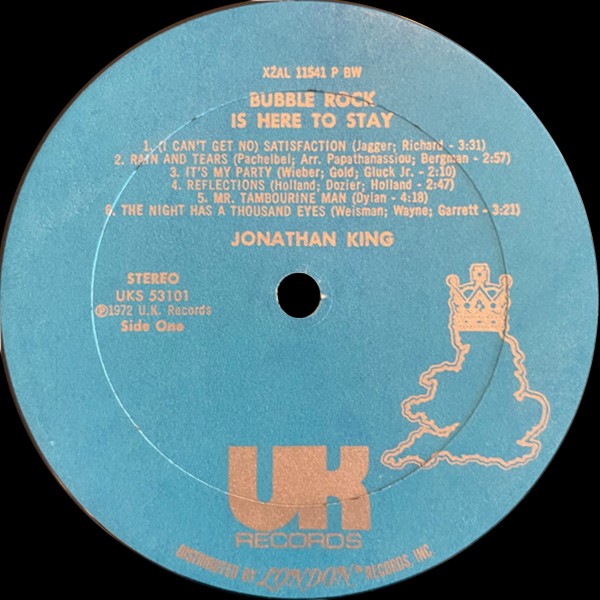 XZAL 11541 P BW
BUBBLE ROCK
IS HERE TO STAY
1. (I CAN'T GET NO) SATISFACTION (Jagger; Richard - 3:31)
2. RAIN AND TEARS (Pachelbel; Arr. Papathanassiou; Bergman - 2:57)
3. IT'S MY PARTY (Wieber; Gold; Gluck Jr. - 2:10)
4. REFLECTIONS (Holland; Dozier; Holland - 2:47)
5. MR. TAMBOURINE MAN (Dylan - 4:18)
6. THE NIGHT HAS A THOUSAND EYES (Weisman; Wayne; Garrett - 3:21)
JONATHAN KING
STEREO
UKS 53101
Ⓟ1972 U.K. Records
Side One
UK
RECORDS
DISTRIBUTED BY LONDON® RECORDS, INC